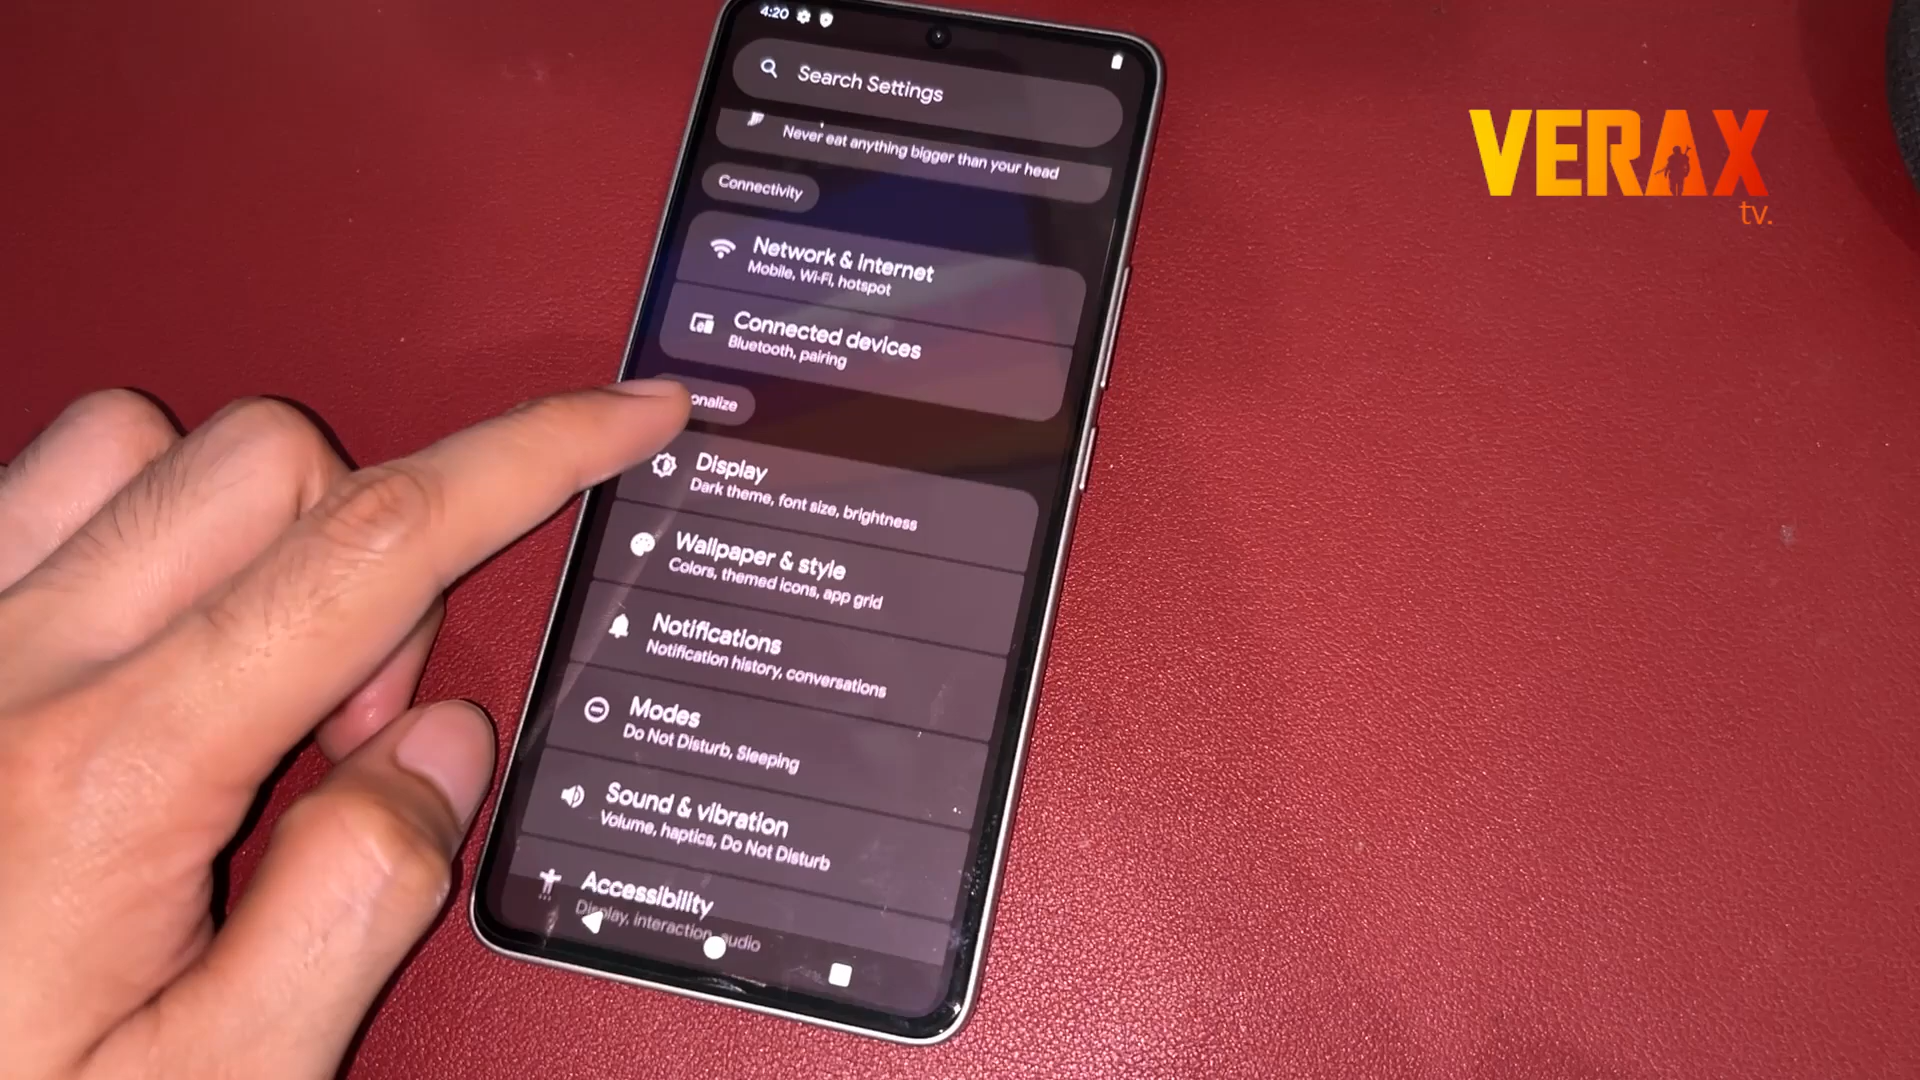 4:20
Search Settings
Never eat anything bigger than your head
Connectivity
Network & internet
Mobile, Wi-Fi, hotspot
Connected devices
Bluetooth, pairing
onalize
Display
Dark theme, font size, brightness
Wallpaper & style
Colors, themed icons, app grid
Notifications
Notification history, conversations
Modes
Do Not Disturb, Sleeping
Sound & vibration
Volume, haptics, Do Not Disturb
Accessibility
Display, interaction, audio
VERAX
tv.